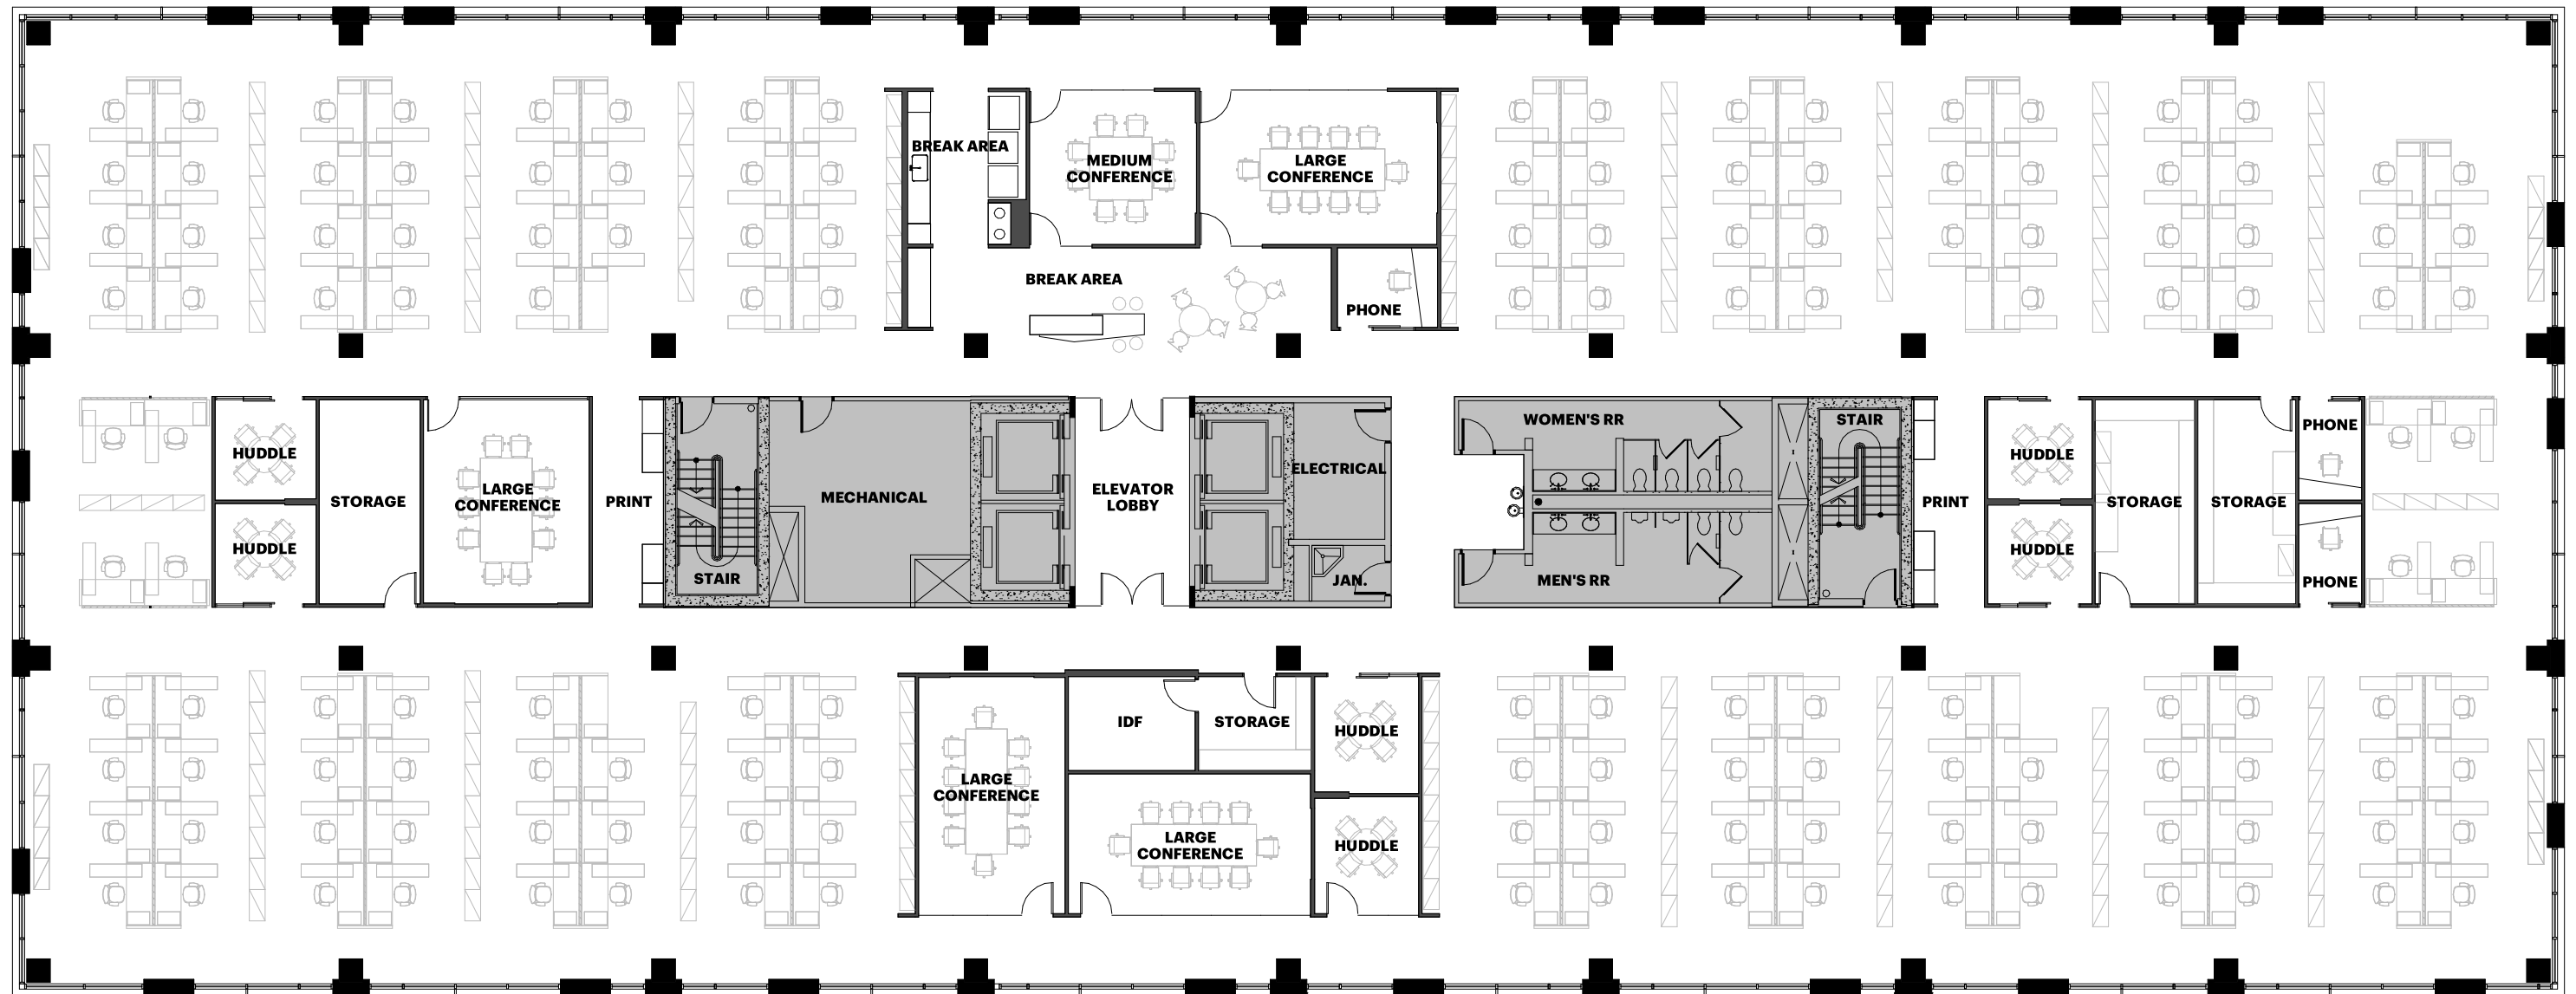 BREAK AREA
MEDIUM
CONFERENCE
LARGE
CONFERENCE
BREAK AREA
PHONE
HUDDLE
HUDDLE
STORAGE
LARGE
CONFERENCE
PRINT
STAIR
MECHANICAL
ELEVATOR
LOBBY
ELECTRICAL
JAN.
WOMEN'S RR
MEN'S RR
STAIR
PRINT
HUDDLE
HUDDLE
STORAGE
STORAGE
PHONE
PHONE
LARGE
CONFERENCE
IDF
STORAGE
HUDDLE
LARGE
CONFERENCE
HUDDLE